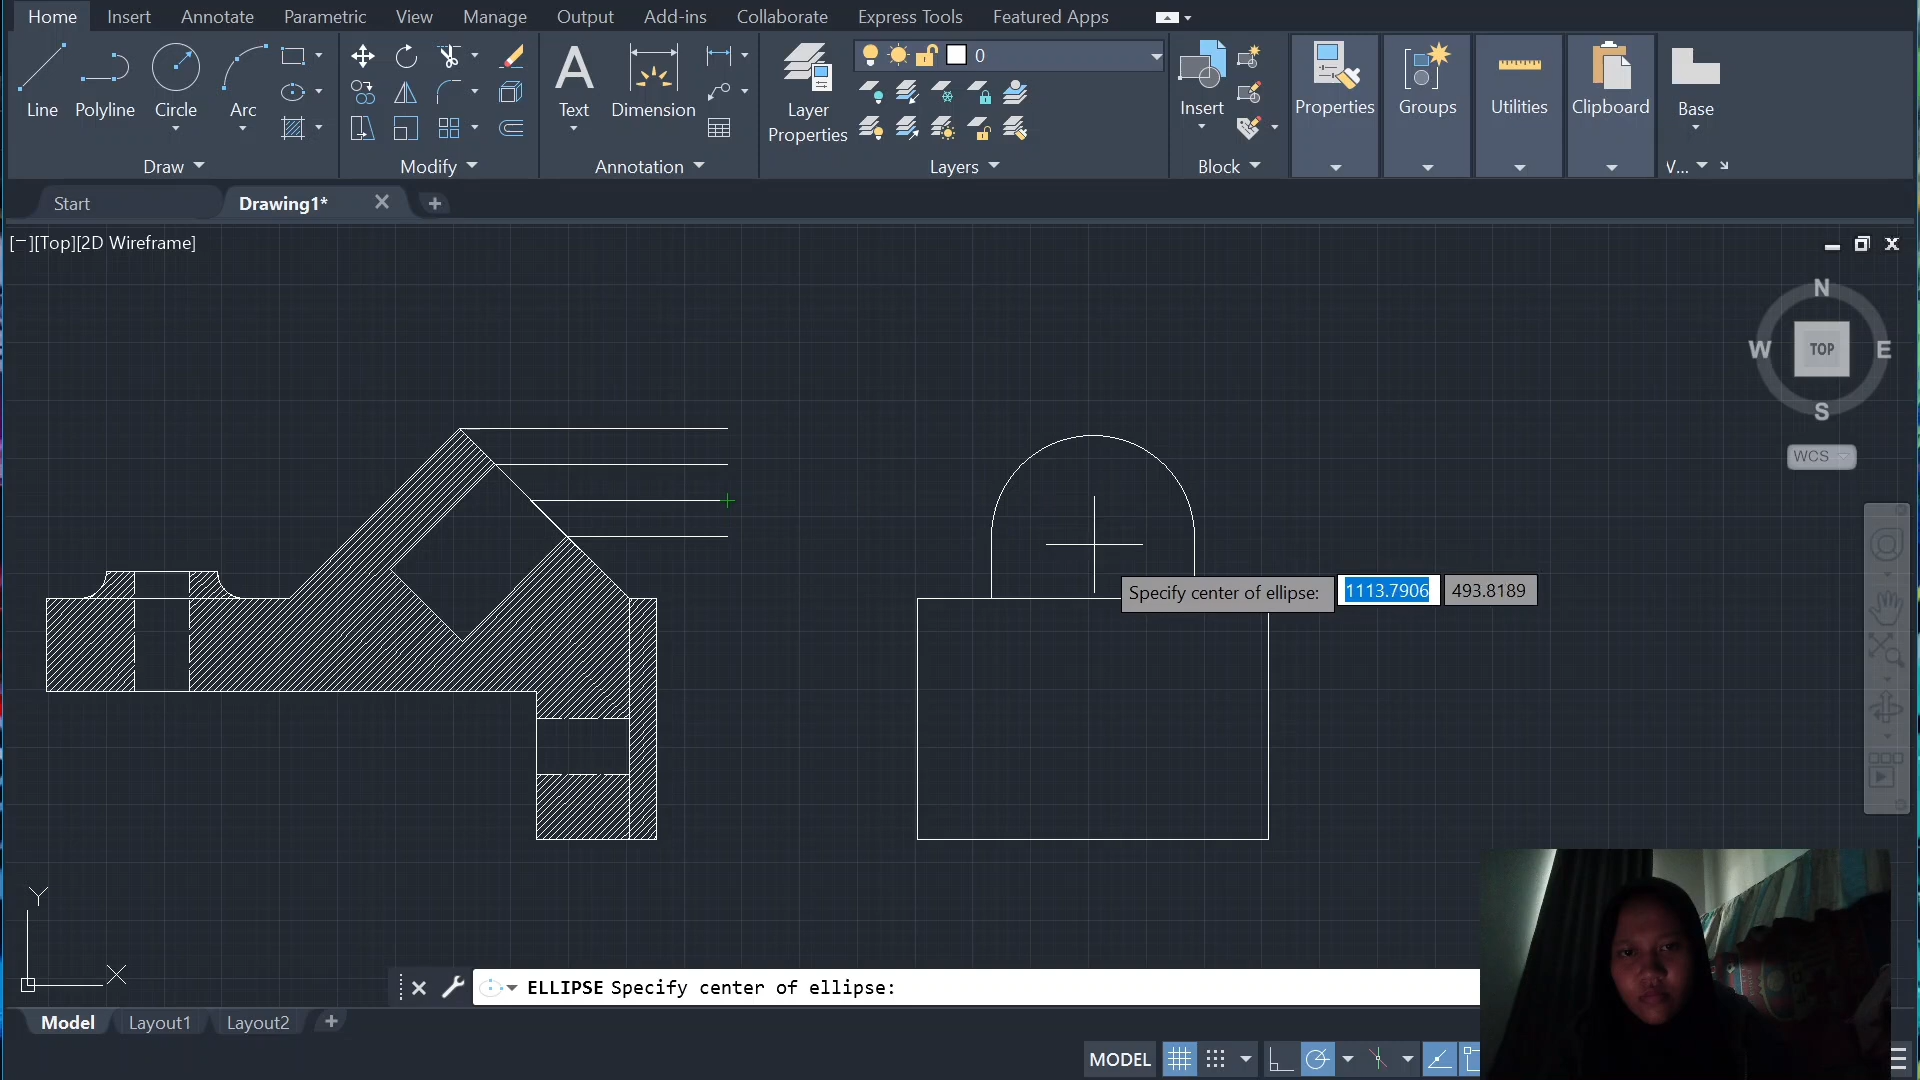 Home Insert Annotate Parametric View Manage Output Add-ins Collaborate Express Tools Featured Apps
0
Line Polyline Circle Arc Text Dimension Layer Properties Insert Properties Groups Utilities Clipboard Base
Draw Modify Annotation Layers Block V...
Start Drawing1*
[−][Top][2D Wireframe]
N
W TOP E
S
WCS
Specify center of ellipse: 1113.7906 493.8189
Y
X
ELLIPSE Specify center of ellipse:
Model Layout1 Layout2
MODEL